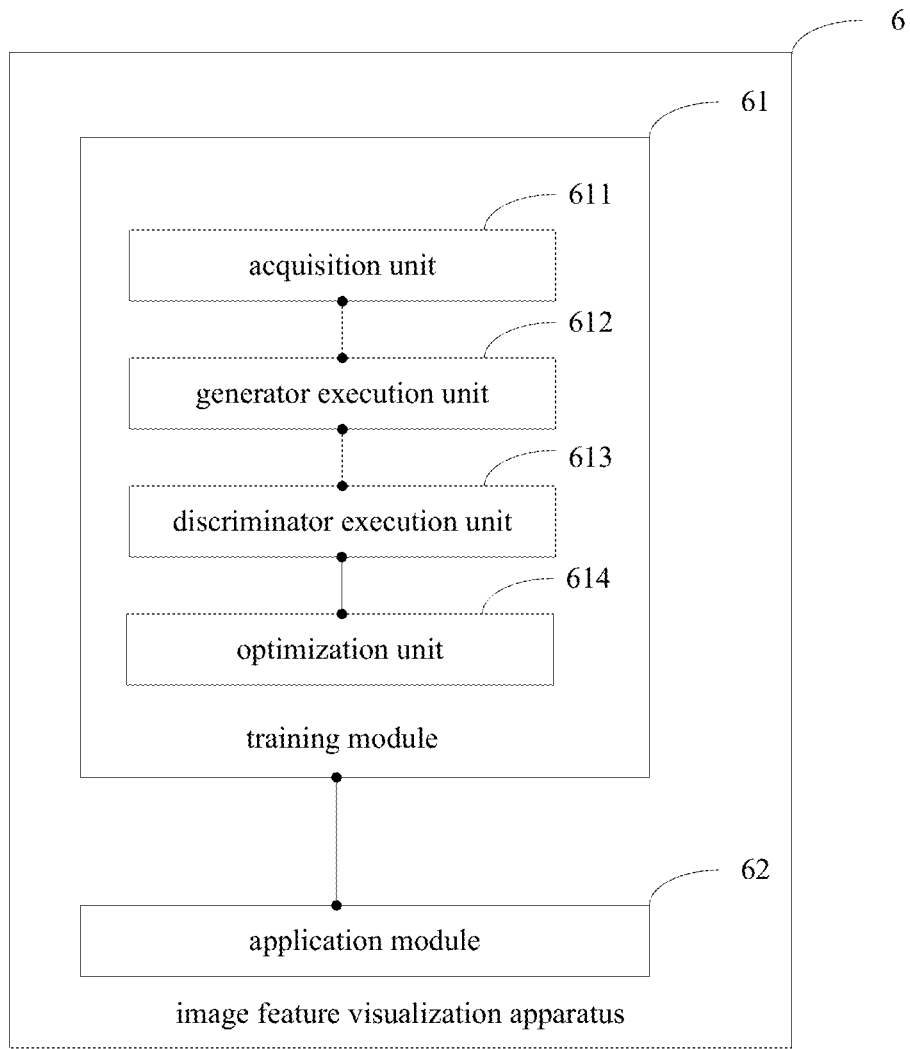 6
61
611
acquisition unit
612
generator execution unit
613
discriminator execution unit
614
optimization unit
training module
62
application module
image feature visualization apparatus